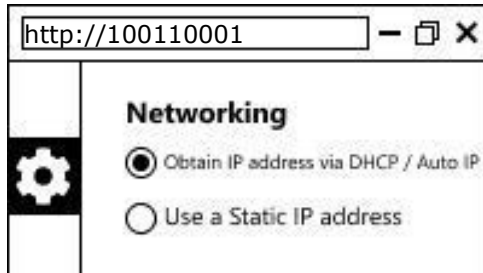 http://100110001
Networking
Obtain IP address via DHCP / Auto IP
Use a Static IP address